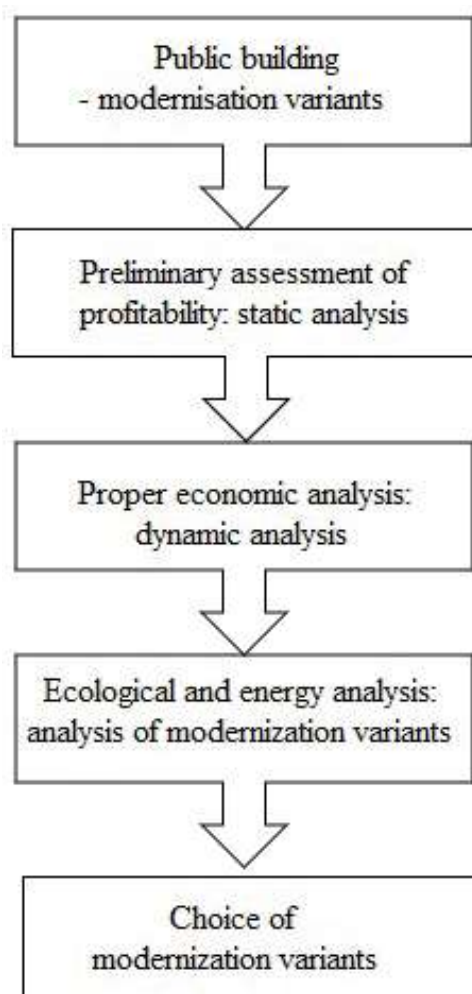 Public building
- modernisation variants
Preliminary assessment of
profitability: static analysis
Proper economic analysis:
dynamic analysis
Ecological and energy analysis:
analysis of modernization variants
Choice of
modernization variants